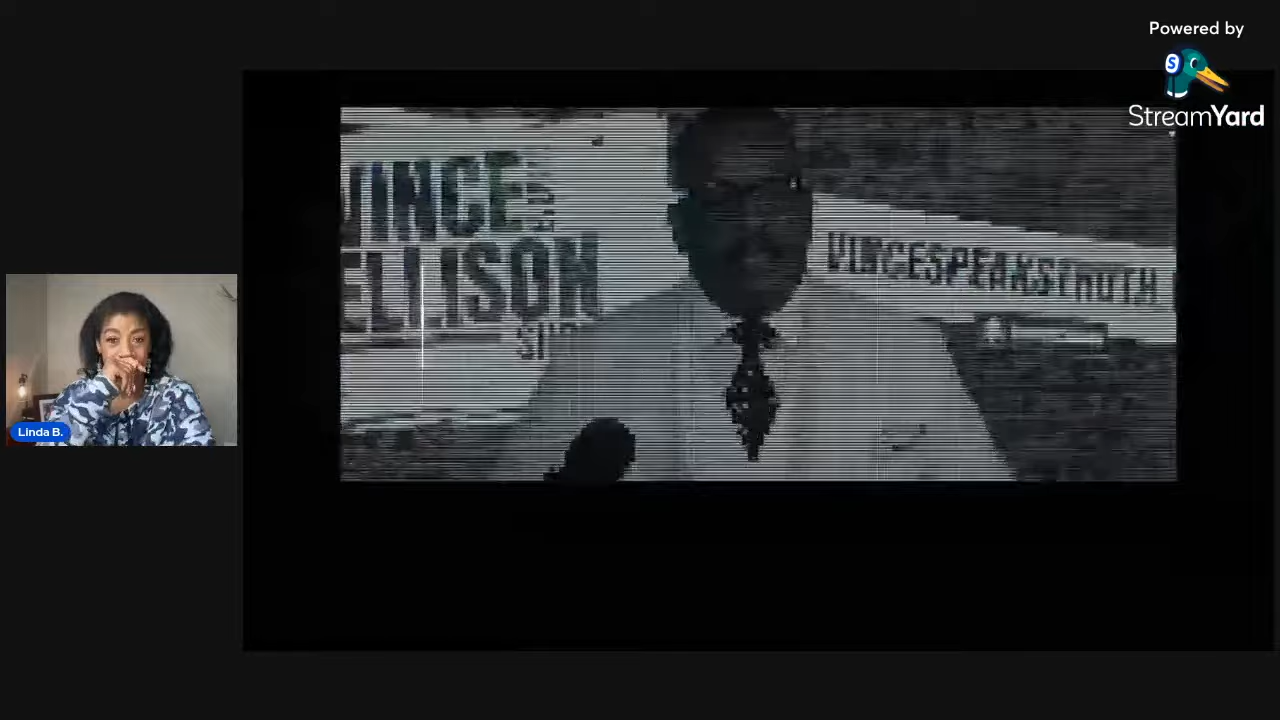 Powered by
StreamYard
VINCE
ELLISON
VINCESPEAKSTRUTH
Linda B.